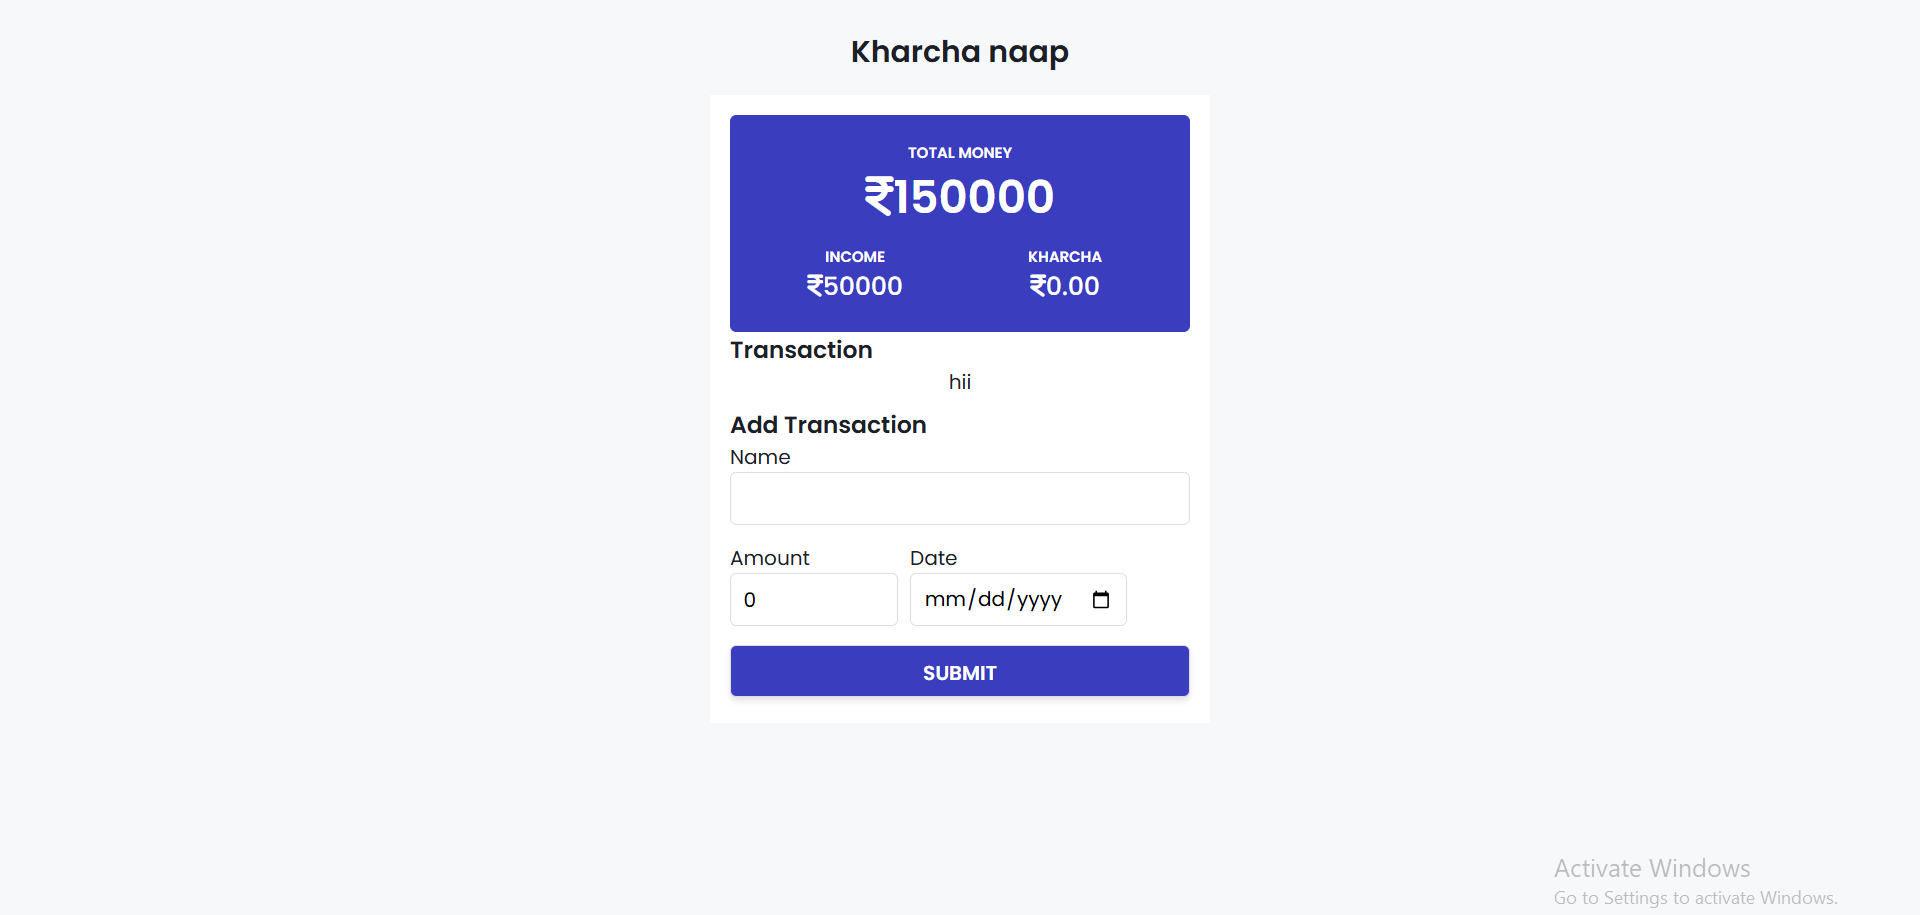 Kharcha naap
TOTAL MONEY
₹150000
INCOME KHARCHA
₹50000 ₹0.00
Transaction
hii
Add Transaction
Name
Amount Date
0 mm/dd/yyyy
SUBMIT
Activate Windows
Go to Settings to activate Windows.